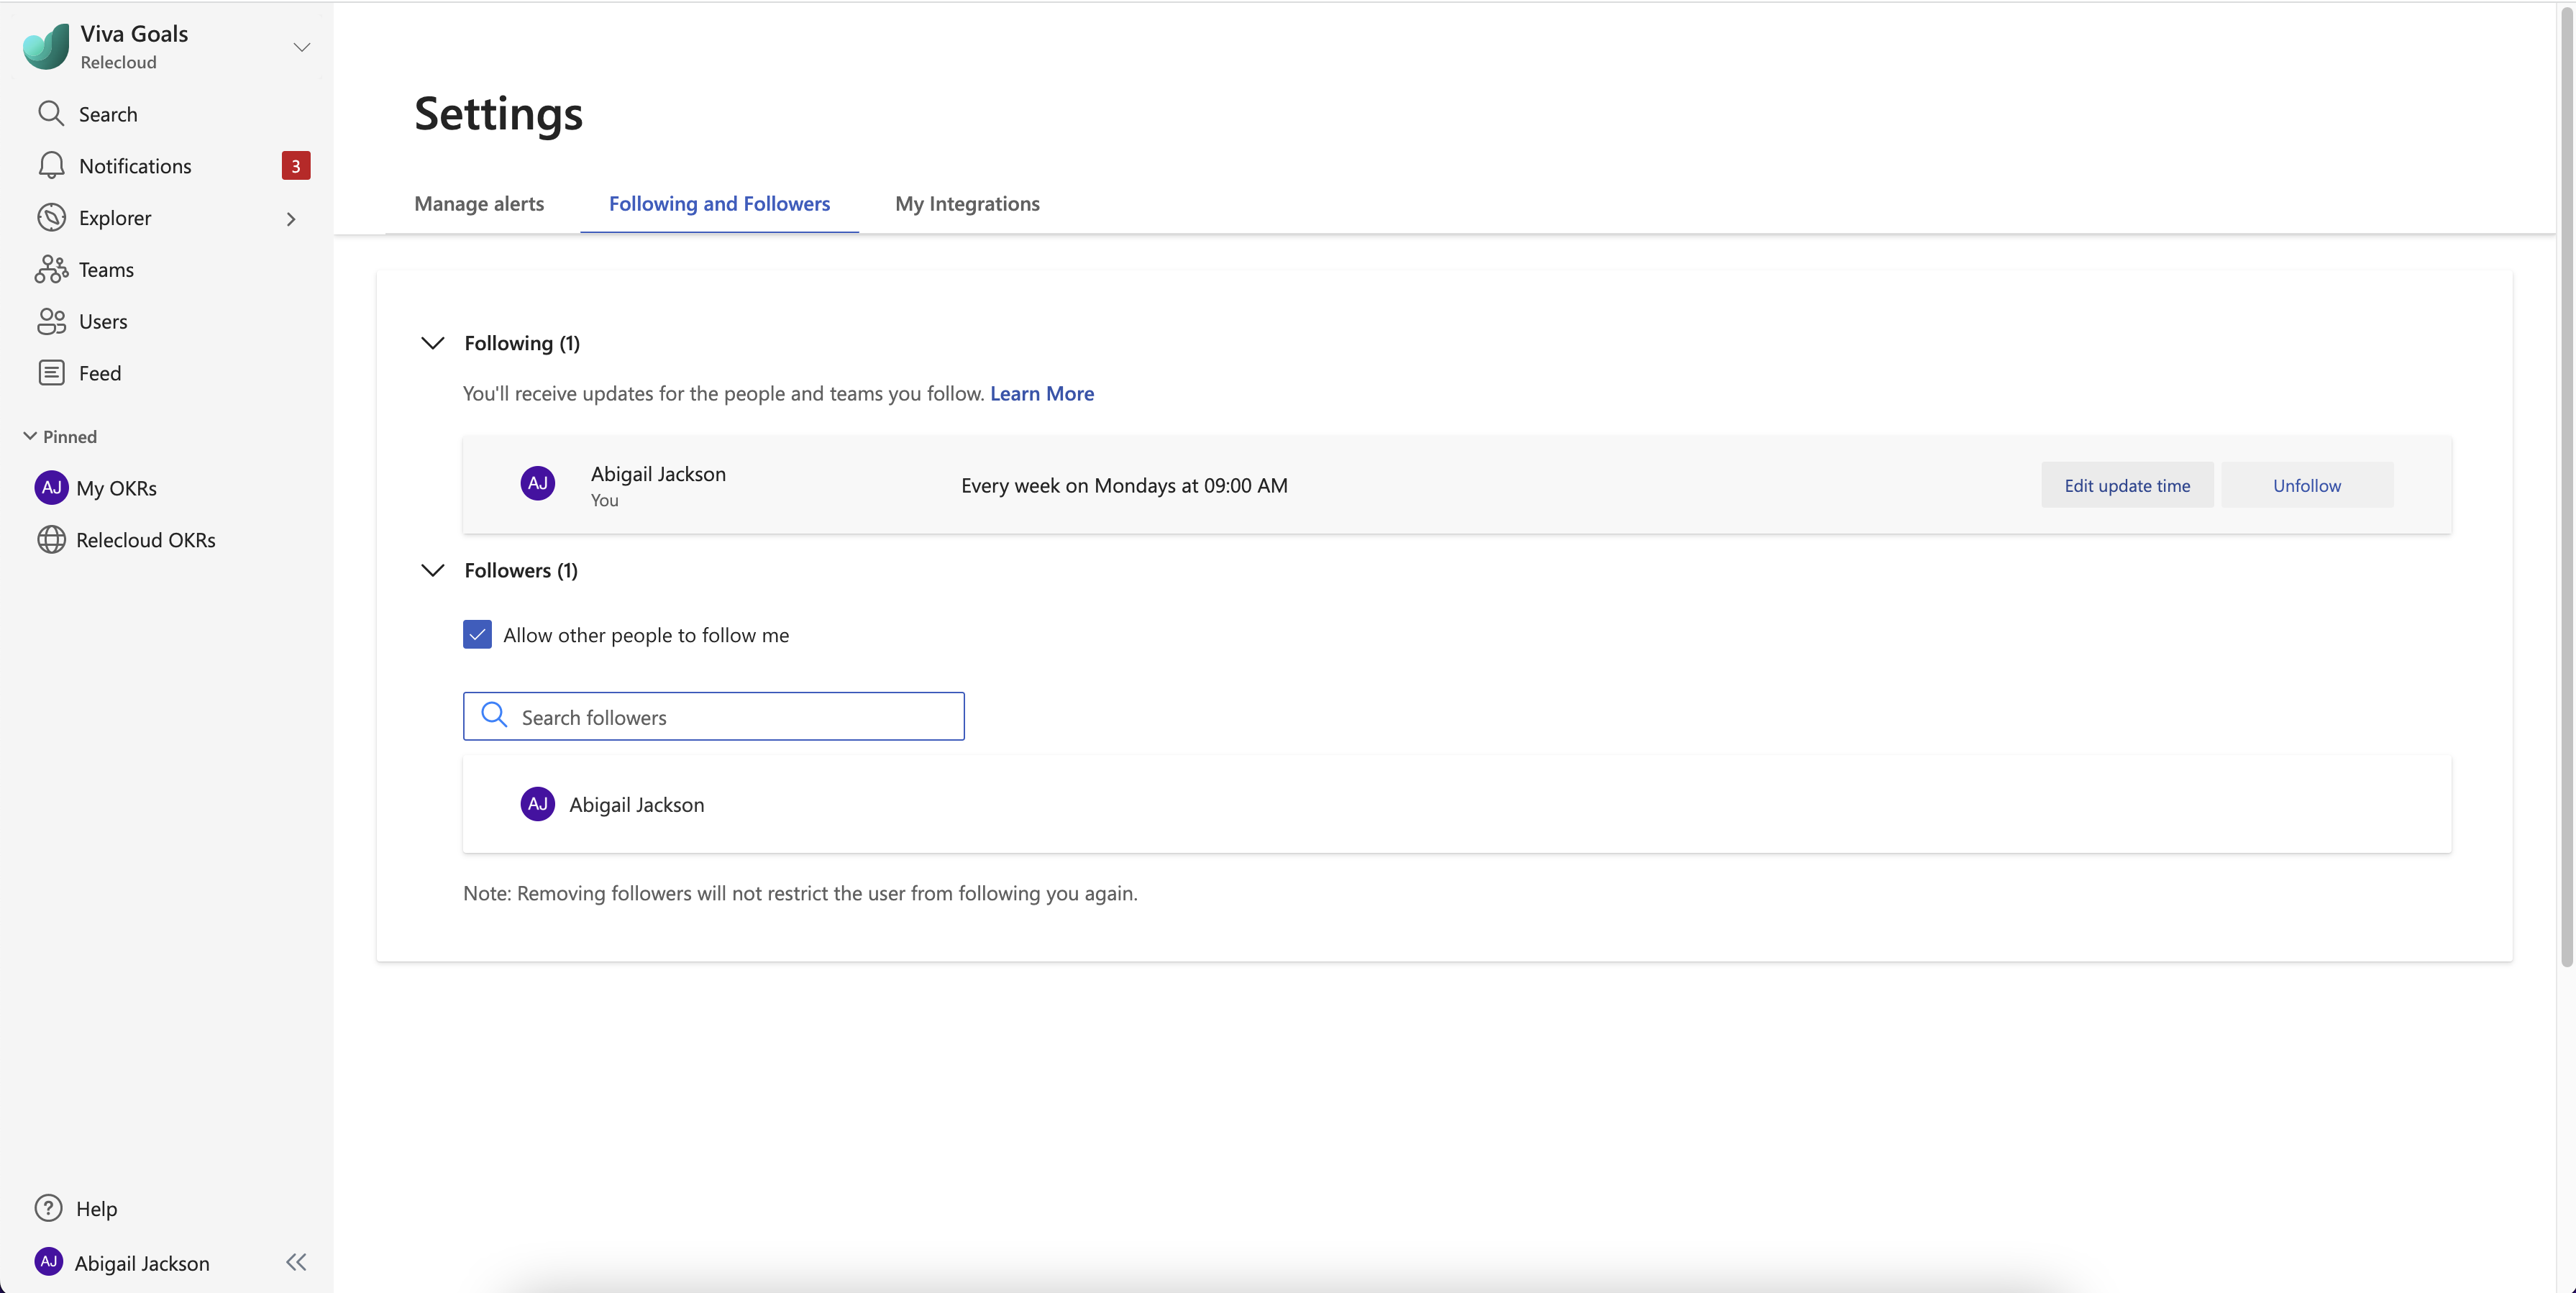 Viva Goals
Relecloud
Search
Notifications
3
Explorer
Teams
Users
Feed
Pinned
AJ My OKRs
Relecloud OKRs
? Help
AJ Abigail Jackson
Settings
Manage alerts
Following and Followers
My Integrations
Following (1)
You'll receive updates for the people and teams you follow. Learn More
AJ
Abigail Jackson
You
Every week on Mondays at 09:00 AM
Edit update time
Unfollow
Followers (1)
Allow other people to follow me
Search followers
AJ Abigail Jackson
Note: Removing followers will not restrict the user from following you again.